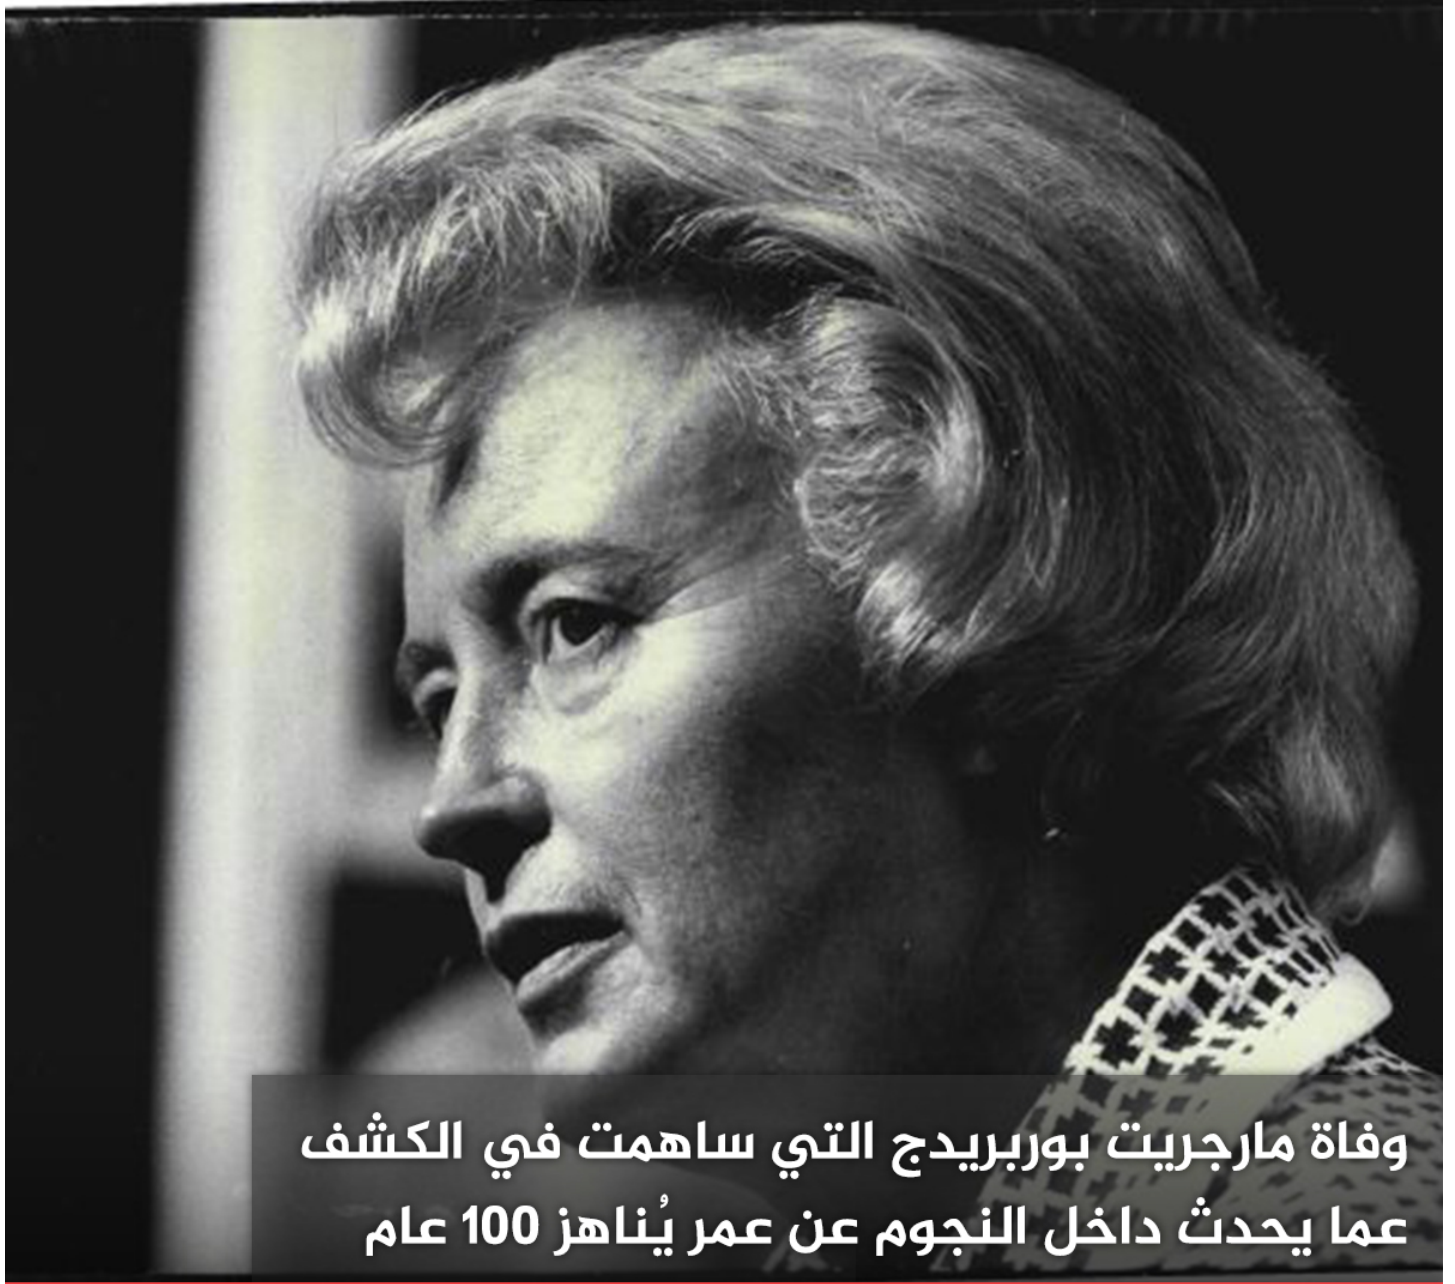 وفاة مارجريت بوربريدج التي ساهمت في الكشف
عما يحدث داخل النجوم عن عمر يُناهز 100 عام